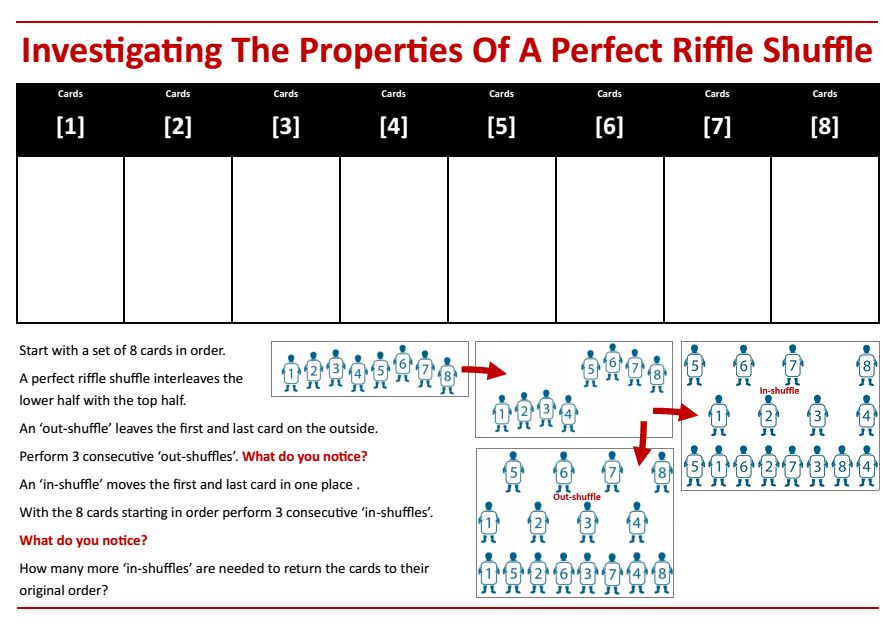 Investigating The Properties Of A Perfect Riffle Shuffle
Cards Cards Cards Cards Cards Cards Cards Cards
[1] [2] [3] [4] [5] [6] [7] [8]
Start with a set of 8 cards in order.
A perfect riffle shuffle interleaves the
lower half with the top half.
An ‘out-shuffle’ leaves the first and last card on the outside.
Perform 3 consecutive ‘out-shuffles’. What do you notice?
An ‘in-shuffle’ moves the first and last card in one place .
With the 8 cards starting in order perform 3 consecutive ‘in-shuffles’.
What do you notice?
How many more ‘in-shuffles’ are needed to return the cards to their
original order?
1 2 3 4 5 6 7 8
5 6 7 8
1 2 3 4
5 6 7 8
In-shuffle
1 2 3 4
5 1 6 2 7 3 8 4
5 6 7 8
Out-shuffle
1 2 3 4
1 5 2 6 3 7 4 8